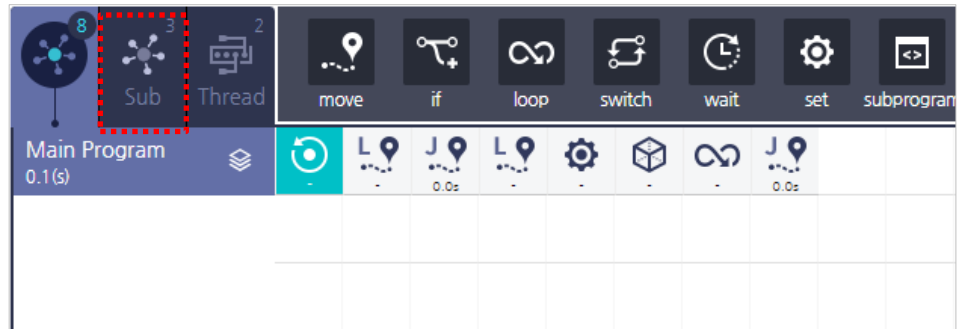 8
3
2
Sub
Thread
move
if
loop
switch
wait
set
subprogram
Main Program
0.1(s)
L
J
L
J
-
-
0.0s
-
-
-
-
0.0s